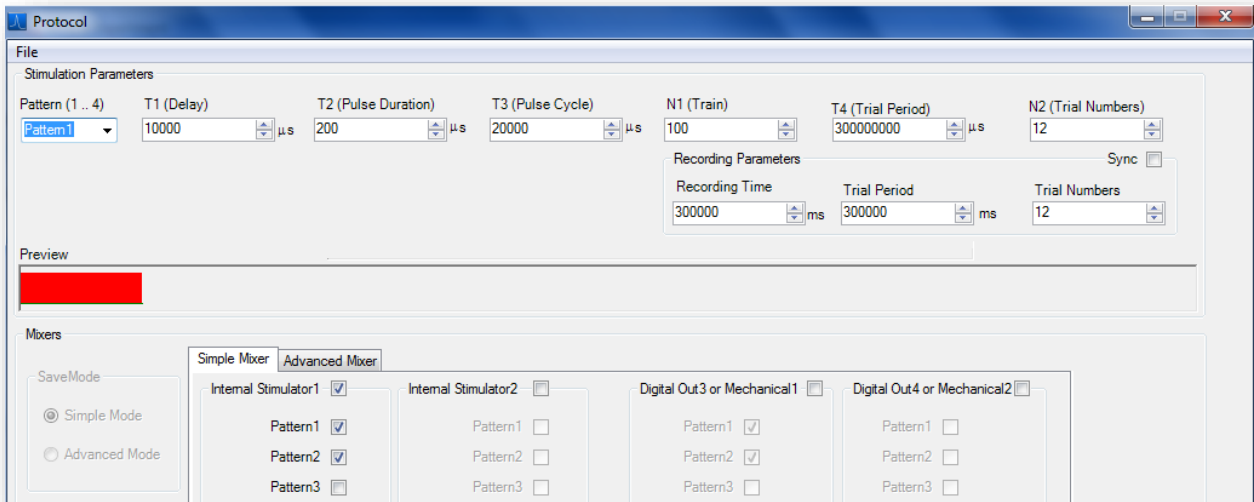 Protocol
File
Stimulation Parameters
Pattern (1 .. 4) T1 (Delay) T2 (Pulse Duration) T3 (Pulse Cycle) N1 (Train) T4 (Trial Period) N2 (Trial Numbers)
Pattern1 10000 µs 200 µs 20000 µs 100 300000000 µs 12
Recording Parameters Sync
Recording Time Trial Period Trial Numbers
300000 ms 300000 ms 12
Preview
Mixers
Simple Mixer Advanced Mixer
SaveMode Internal Stimulator1 Internal Stimulator2 Digital Out3 or Mechanical1 Digital Out4 or Mechanical2
Simple Mode Pattern1 Pattern1 Pattern1 Pattern1
Advanced Mode Pattern2 Pattern2 Pattern2 Pattern2
Pattern3 Pattern3 Pattern3 Pattern3